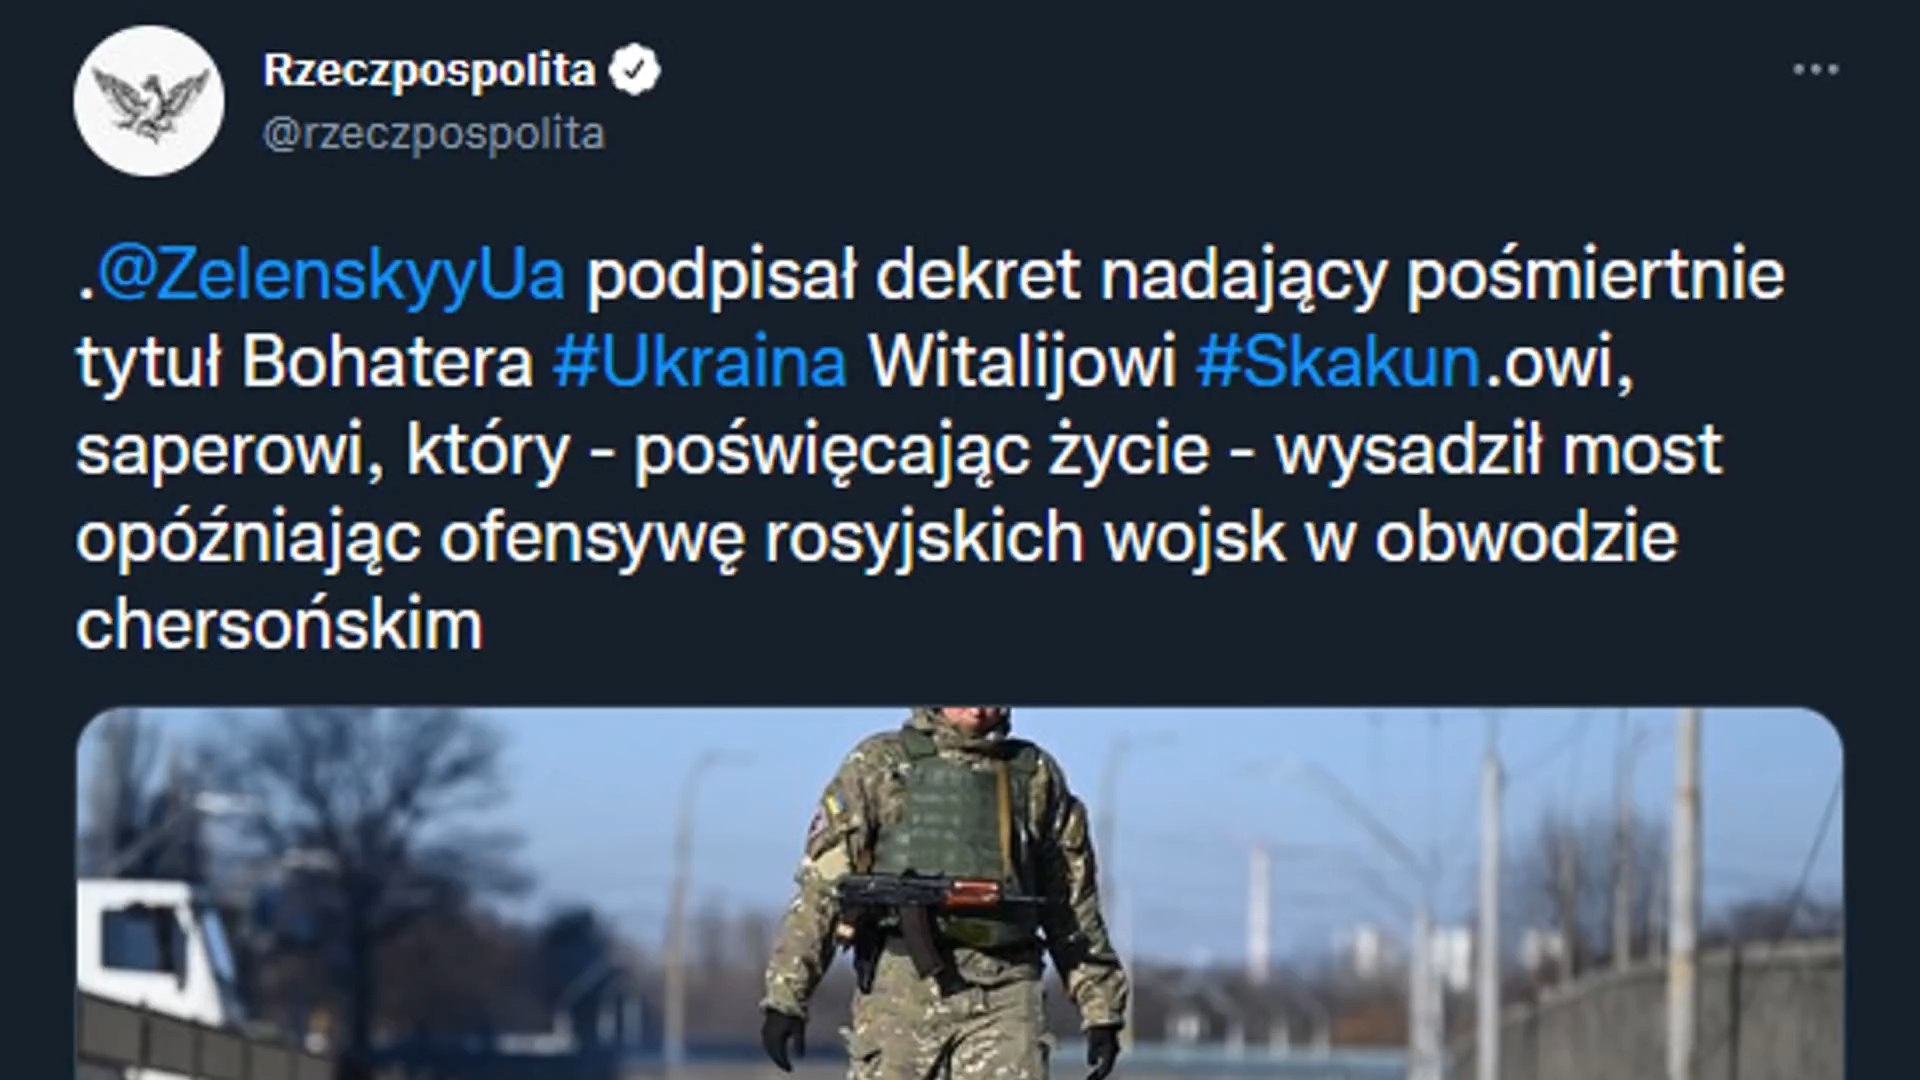 Rzeczpospolita
@rzeczpospolita
.@ZelenskyyUa podpisał dekret nadający pośmiertnie
tytuł Bohatera #Ukraina Witalijowi #Skakun.owi,
saperowi, który - poświęcając życie - wysadził most
opóźniając ofensywę rosyjskich wojsk w obwodzie
chersońskim